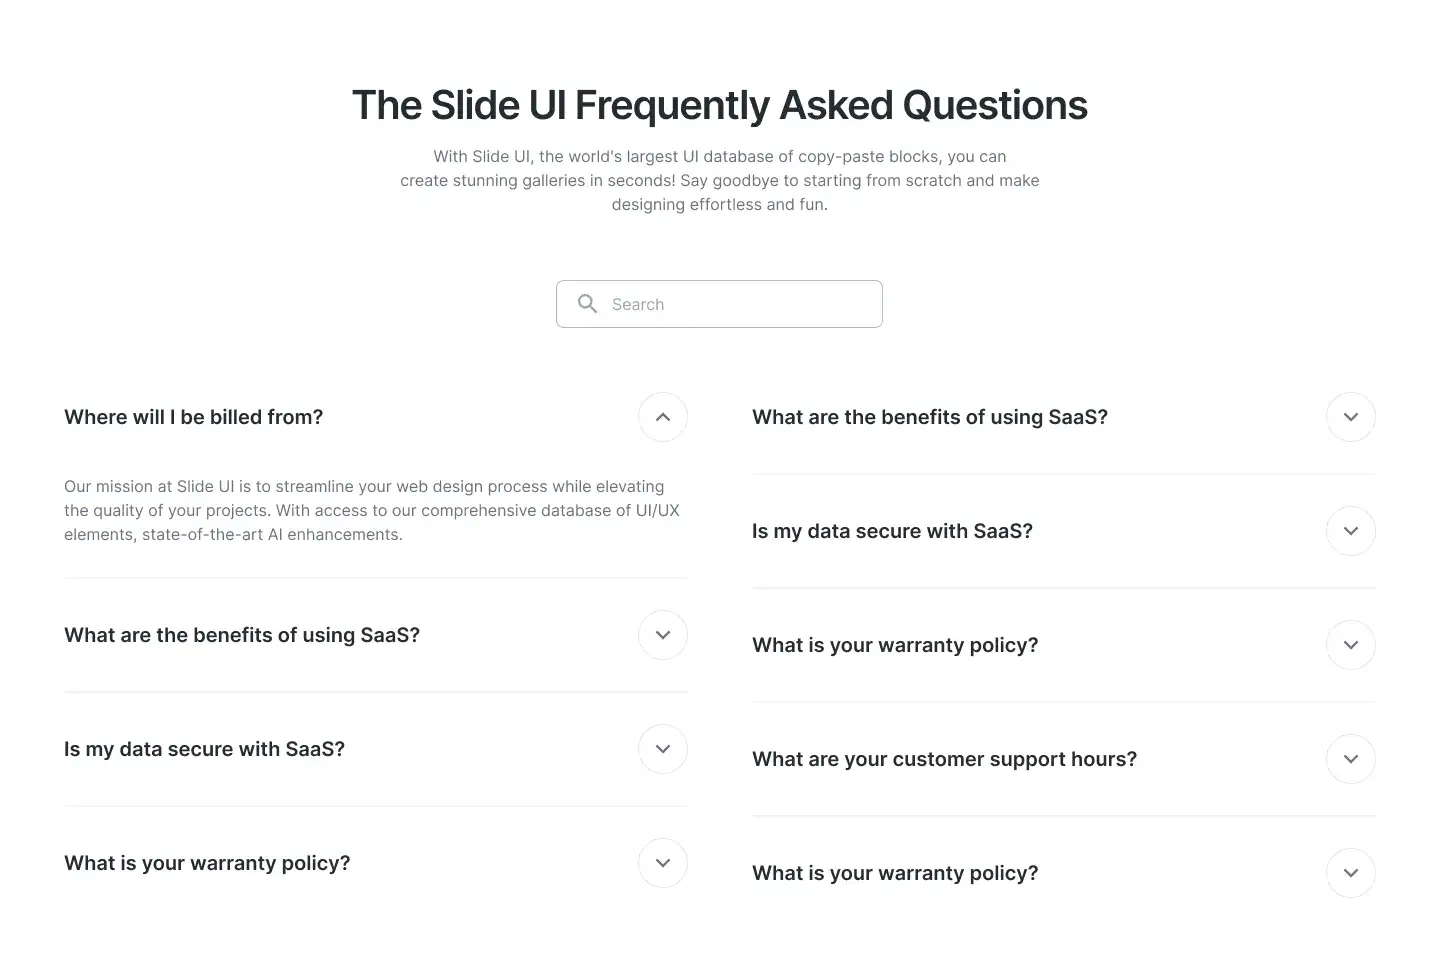 The Slide UI Frequently Asked Questions
With Slide UI, the world's largest UI database of copy-paste blocks, you can
create stunning galleries in seconds! Say goodbye to starting from scratch and make
designing effortless and fun.
Search
Where will I be billed from?
Our mission at Slide UI is to streamline your web design process while elevating
the quality of your projects. With access to our comprehensive database of UI/UX
elements, state-of-the-art AI enhancements.
What are the benefits of using SaaS?
Is my data secure with SaaS?
What is your warranty policy?
What are the benefits of using SaaS?
Is my data secure with SaaS?
What is your warranty policy?
What are your customer support hours?
What is your warranty policy?